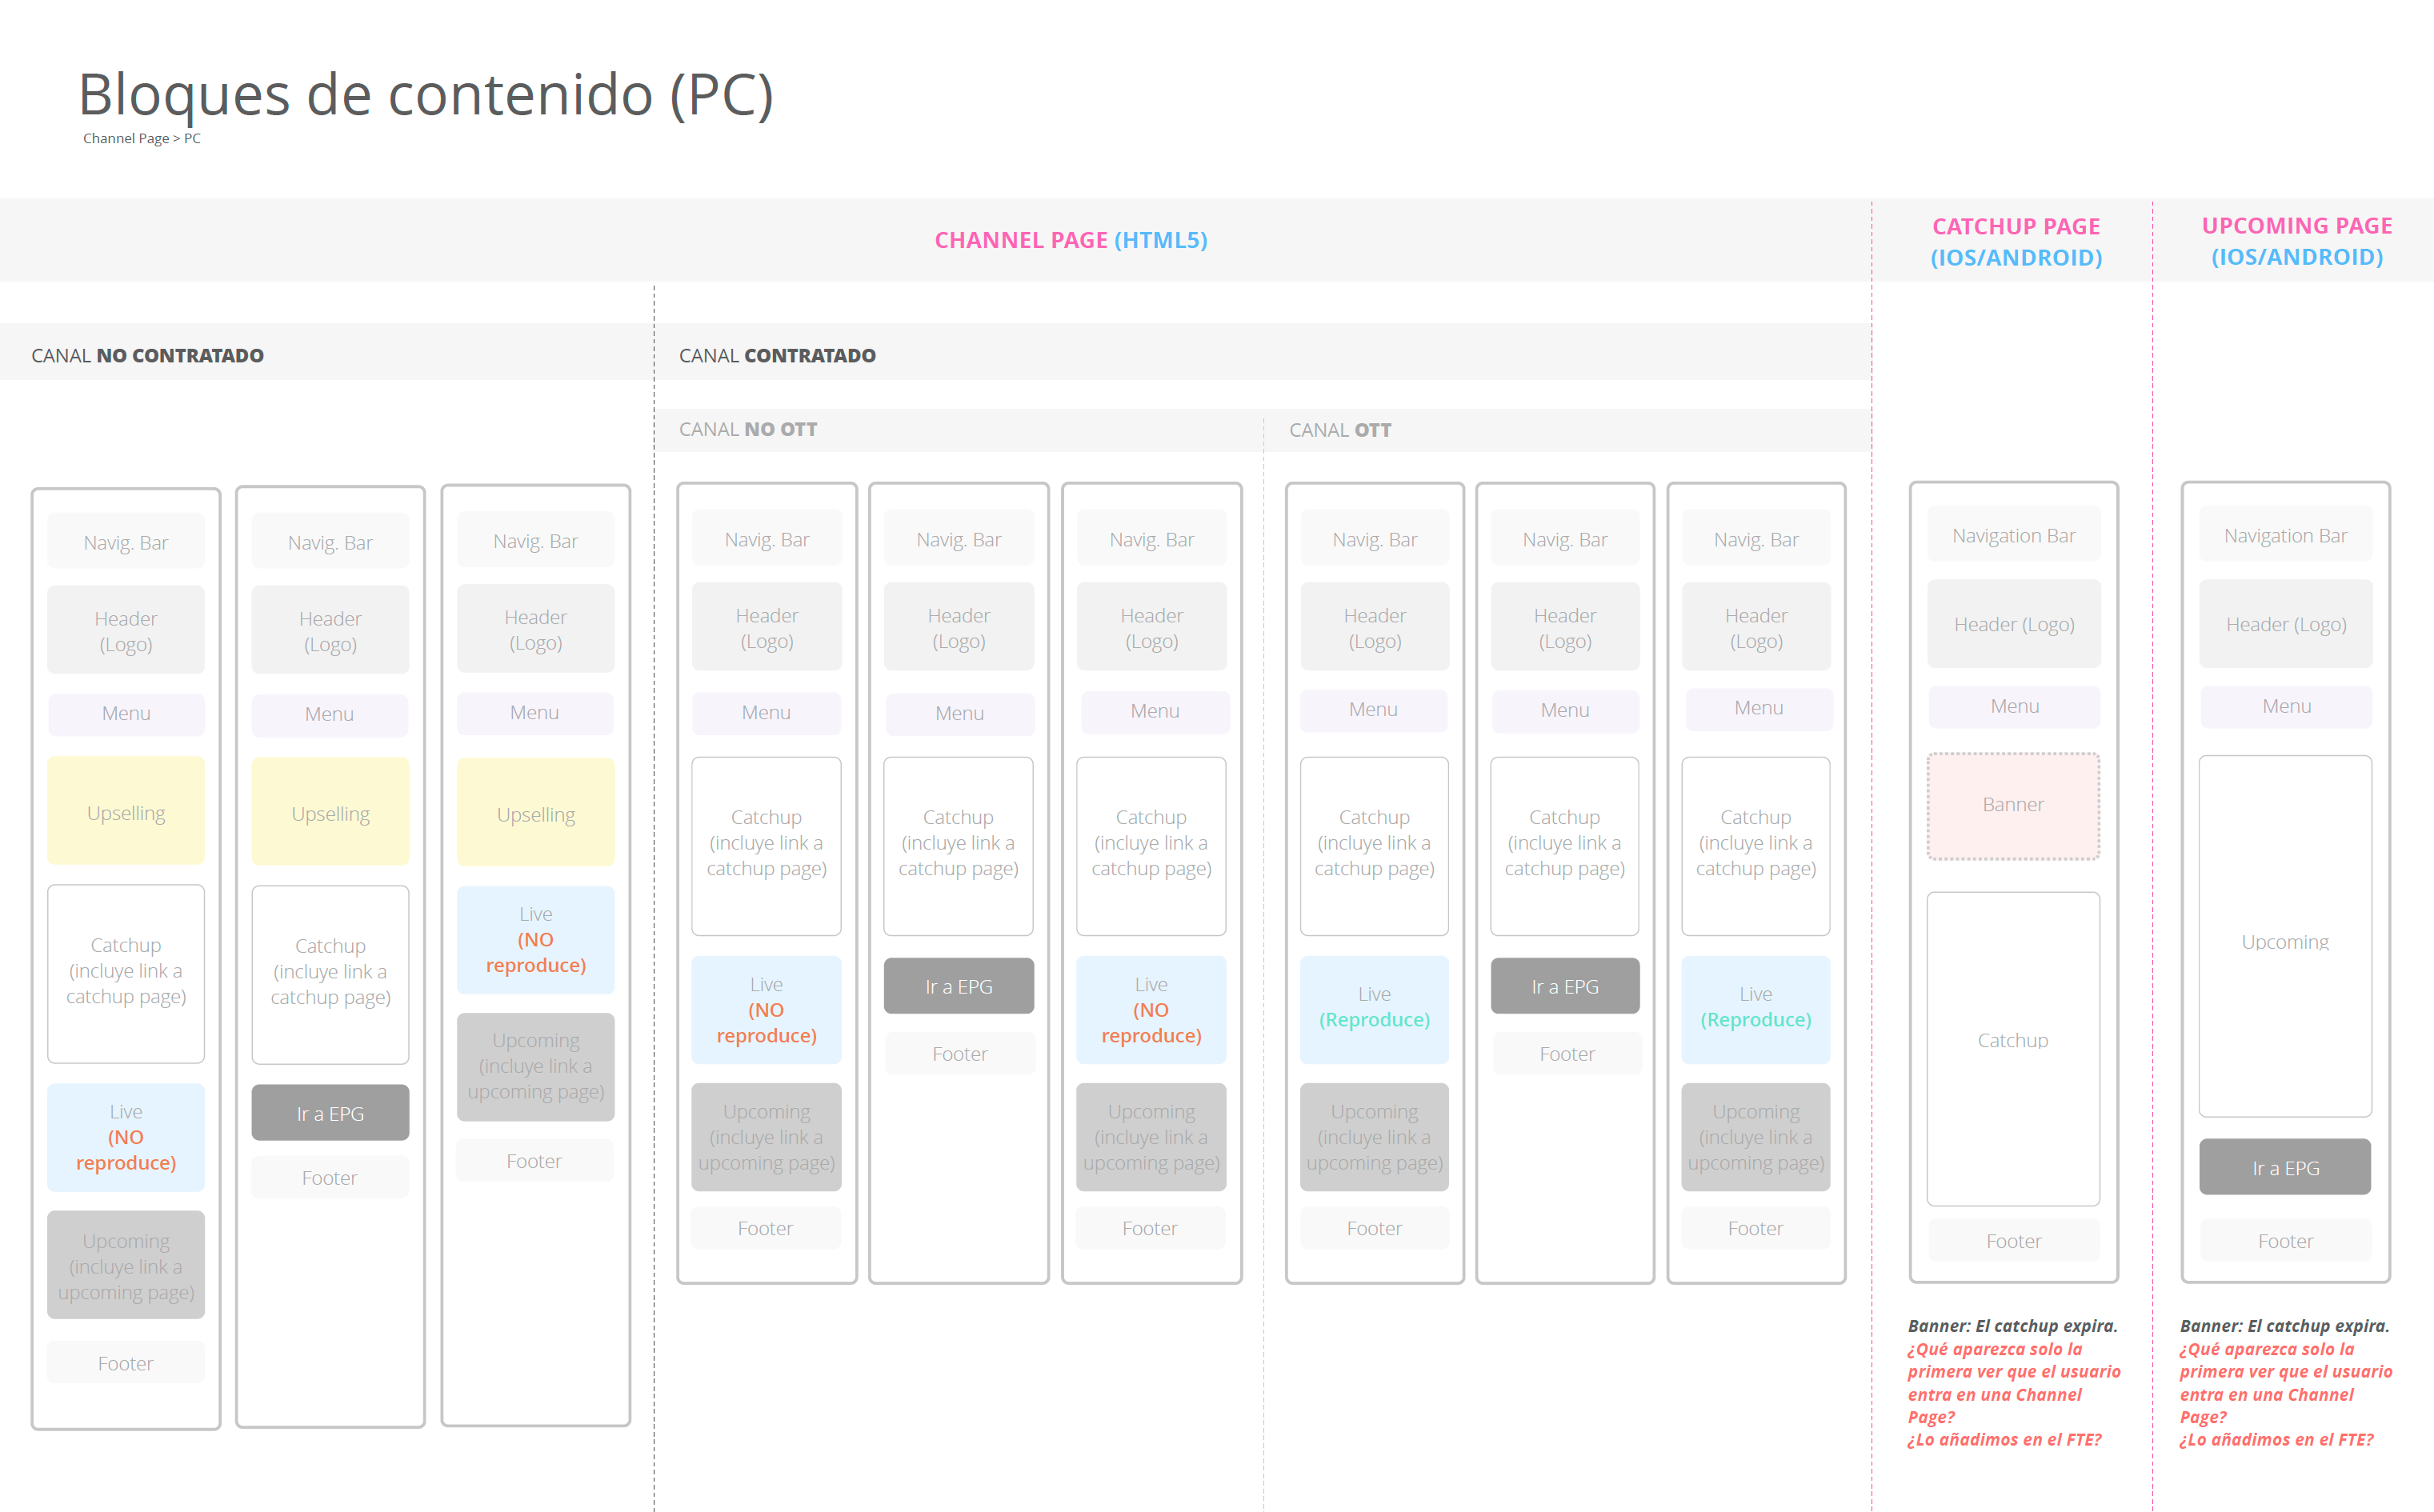 Bloques de contenido (PC)
Channel Page > PC
CHANNEL PAGE (HTML5)
CATCHUP PAGE
(IOS/ANDROID)
UPCOMING PAGE
(IOS/ANDROID)
CANAL NO CONTRATADO
CANAL CONTRATADO
CANAL NO OTT
CANAL OTT
Navig. Bar
Header
(Logo)
Menu
Upselling
Catchup
(incluye link a
catchup page)
Live
(NO
reproduce)
Upcoming
(incluye link a
upcoming page)
Footer
Navig. Bar
Header
(Logo)
Menu
Upselling
Catchup
(incluye link a
catchup page)
Ir a EPG
Footer
Navig. Bar
Header
(Logo)
Menu
Upselling
Live
(NO
reproduce)
Upcoming
(incluye link a
upcoming page)
Footer
Navig. Bar
Header
(Logo)
Menu
Catchup
(incluye link a
catchup page)
Live
(NO
reproduce)
Upcoming
(incluye link a
upcoming page)
Footer
Navig. Bar
Header
(Logo)
Menu
Catchup
(incluye link a
catchup page)
Ir a EPG
Footer
Navig. Bar
Header
(Logo)
Menu
Catchup
(incluye link a
catchup page)
Live
(NO
reproduce)
Upcoming
(incluye link a
upcoming page)
Footer
Navig. Bar
Header
(Logo)
Menu
Catchup
(incluye link a
catchup page)
Live
(Reproduce)
Upcoming
(incluye link a
upcoming page)
Footer
Navig. Bar
Header
(Logo)
Menu
Catchup
(incluye link a
catchup page)
Ir a EPG
Footer
Navig. Bar
Header
(Logo)
Menu
Catchup
(incluye link a
catchup page)
Live
(Reproduce)
Upcoming
(incluye link a
upcoming page)
Footer
Navigation Bar
Header (Logo)
Menu
Banner
Catchup
Footer
Banner: El catchup expira.
¿Qué aparezca solo la
primera ver que el usuario
entra en una Channel
Page?
¿Lo añadimos en el FTE?
Navigation Bar
Header (Logo)
Menu
Upcoming
Ir a EPG
Footer
Banner: El catchup expira.
¿Qué aparezca solo la
primera ver que el usuario
entra en una Channel
Page?
¿Lo añadimos en el FTE?